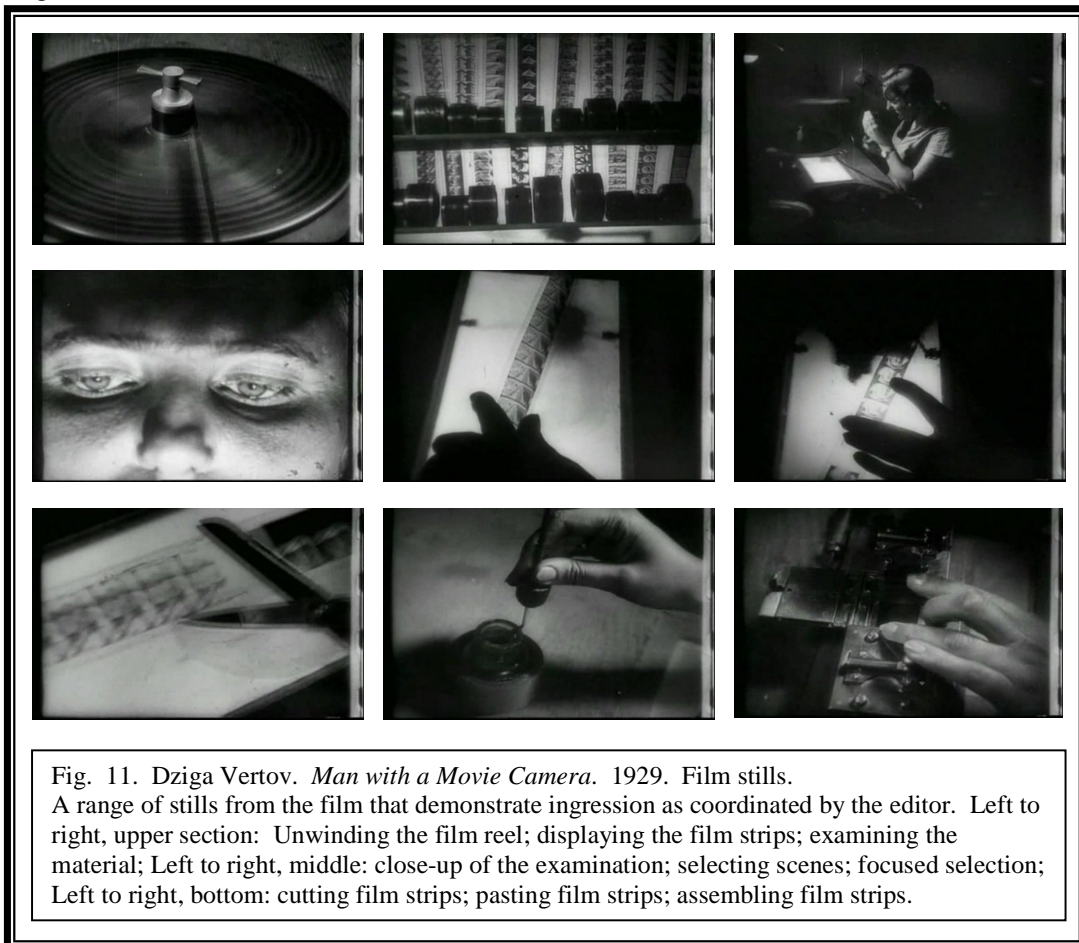 Fig. 11. Dziga Vertov. Man with a Movie Camera. 1929. Film stills.
A range of stills from the film that demonstrate ingression as coordinated by the editor. Left to
right, upper section: Unwinding the film reel; displaying the film strips; examining the
material; Left to right, middle: close-up of the examination; selecting scenes; focused selection;
Left to right, bottom: cutting film strips; pasting film strips; assembling film strips.